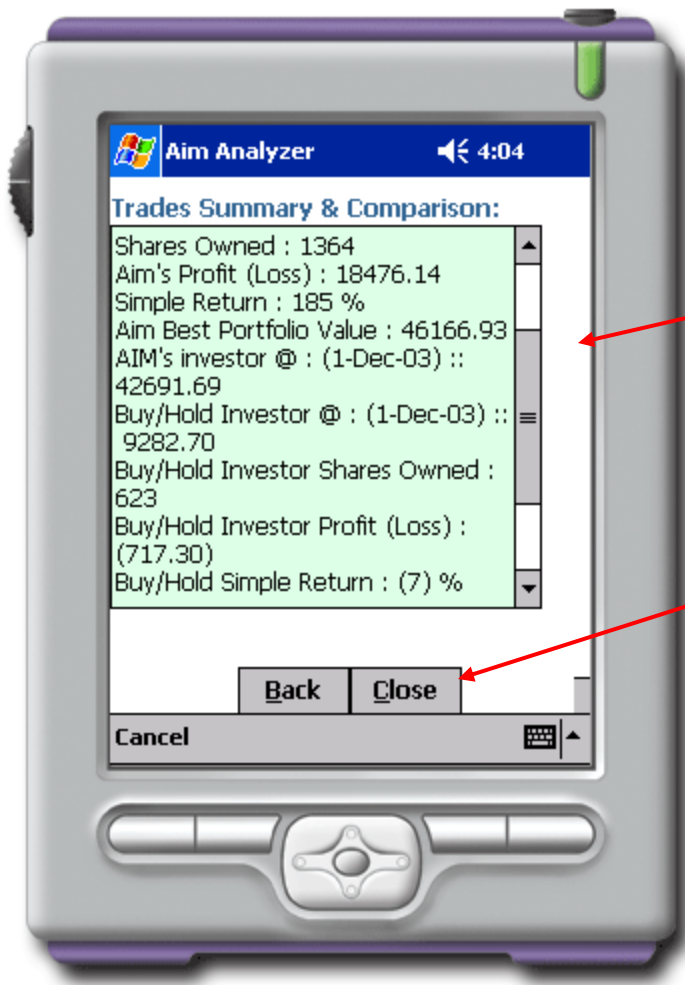 Aim Analyzer 4:04
Trades Summary & Comparison:
Shares Owned : 1364
Aim's Profit (Loss) : 18476.14
Simple Return : 185 %
Aim Best Portfolio Value : 46166.93
AIM's investor @ : (1-Dec-03) ::
42691.69
Buy/Hold Investor @ : (1-Dec-03) ::
9282.70
Buy/Hold Investor Shares Owned :
623
Buy/Hold Investor Profit (Loss) :
(717.30)
Buy/Hold Simple Return : (7) %
Back Close
Cancel